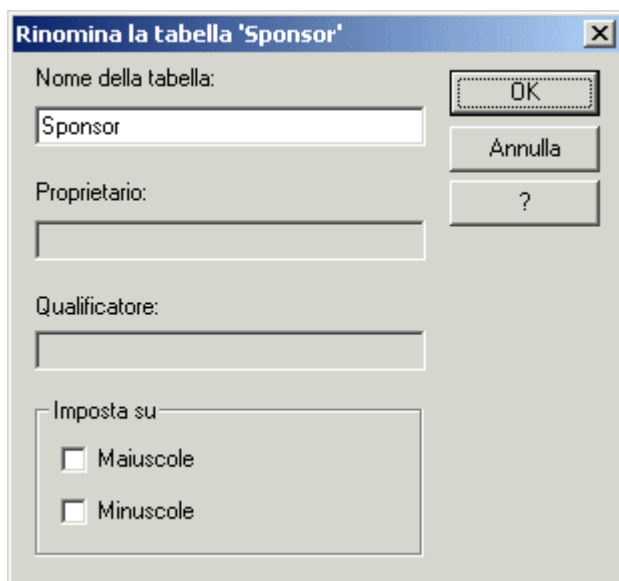 Rinomina la tabella 'Sponsor'
Nome della tabella:
Sponsor
OK
Annulla
?
Proprietario:
Qualificatore:
Imposta su
Maiuscole
Minuscole